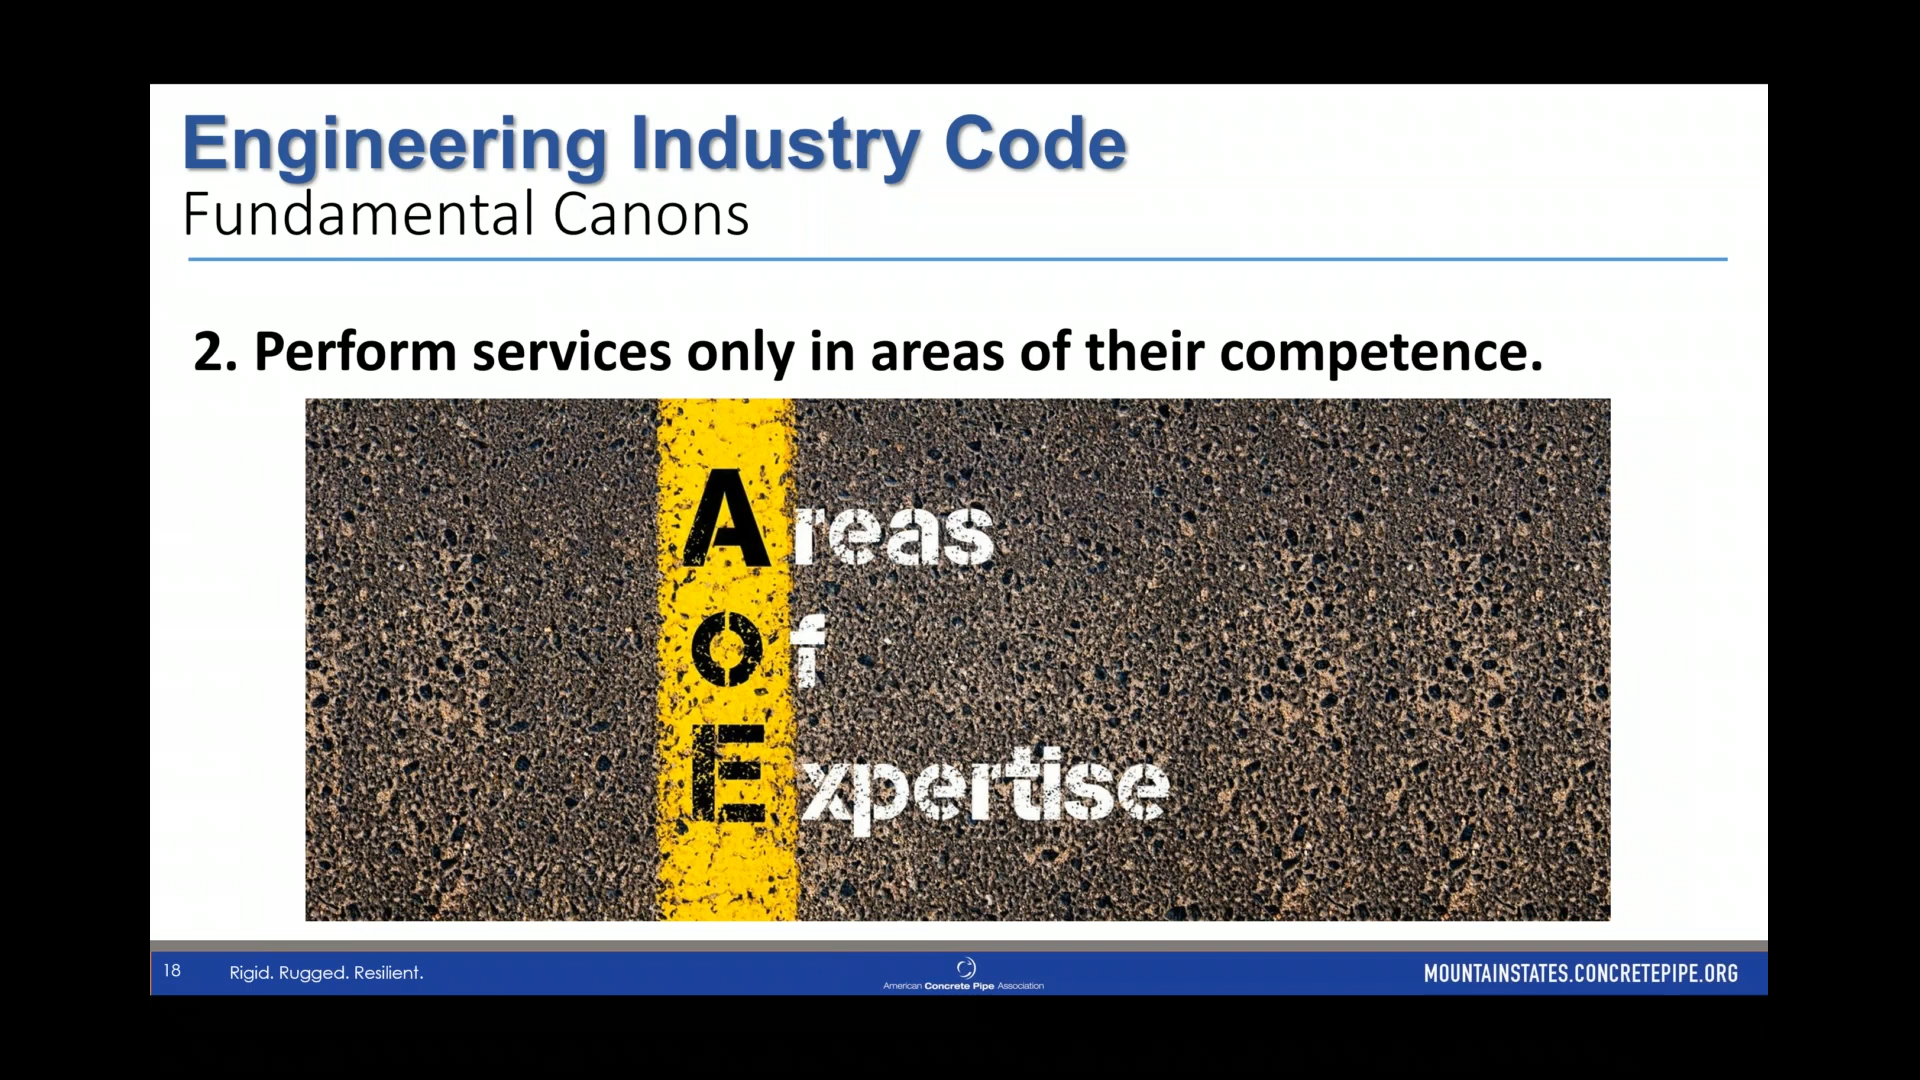 Engineering Industry Code
Fundamental Canons
2. Perform services only in areas of their competence.
Areas
of
Expertise
18
Rigid. Rugged. Resilient.
American Concrete Pipe Association
MOUNTAINSTATES.CONCRETEPIPE.ORG